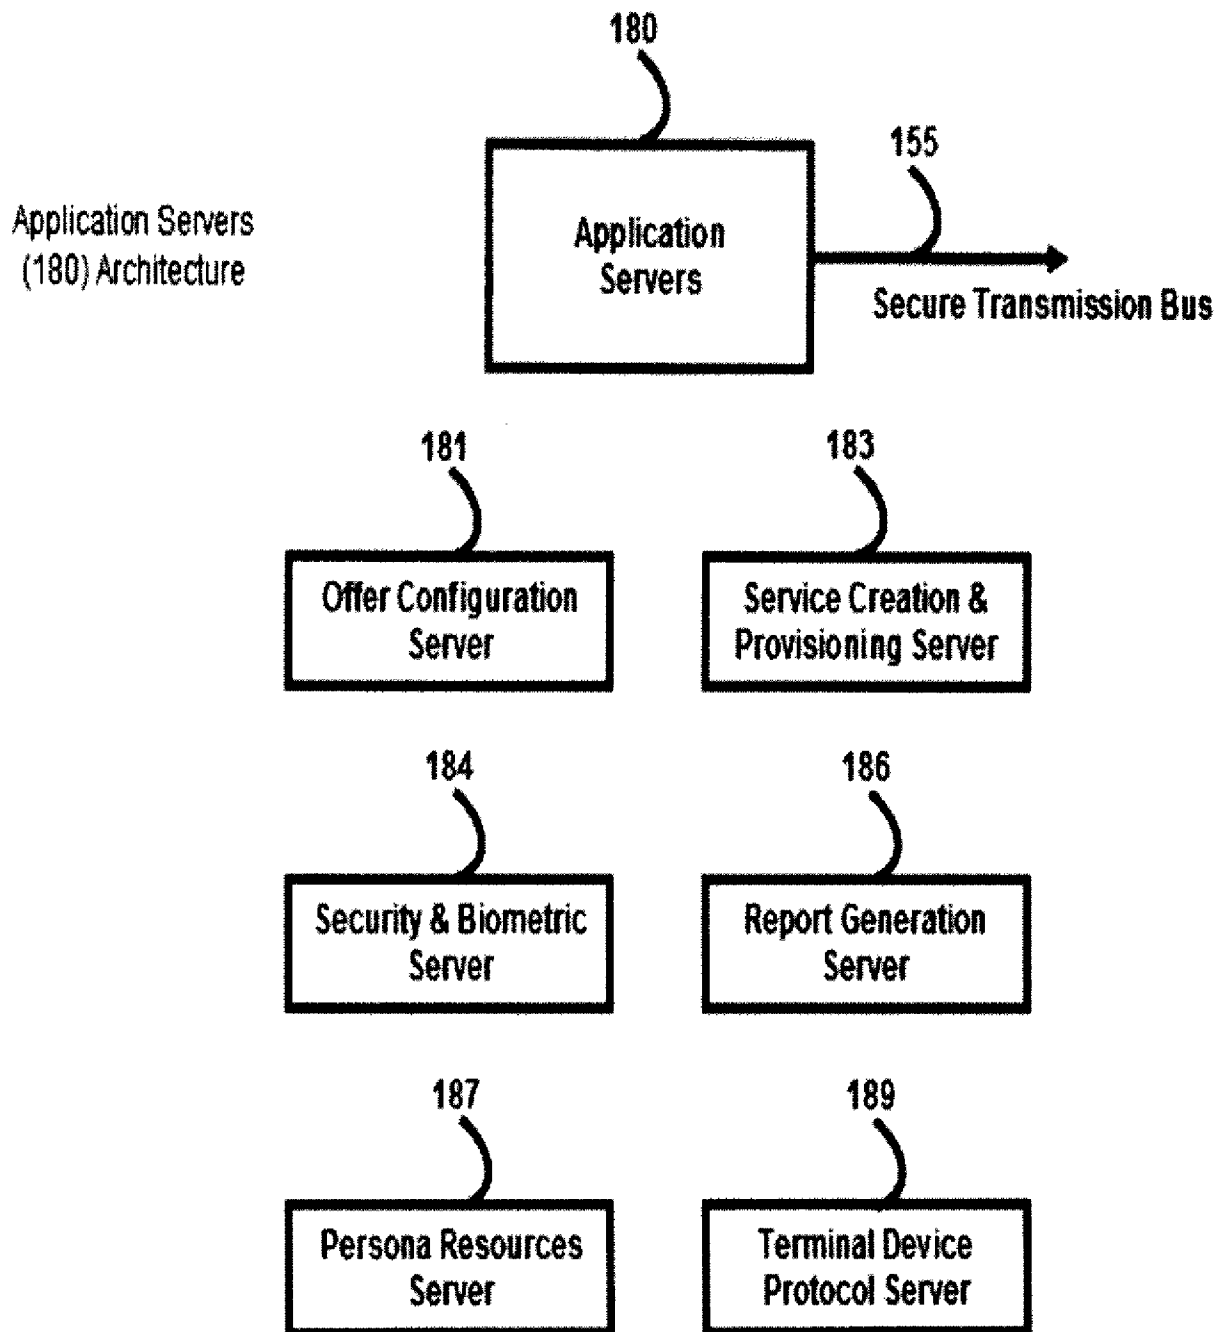 180
155
Application Servers
(180) Architecture
Application
Servers
Secure Transmission Bus
181
183
Offer Configuration
Server
Service Creation &
Provisioning Server
184
186
Security & Biometric
Server
Report Generation
Server
187
189
Persona Resources
Server
Terminal Device
Protocol Server